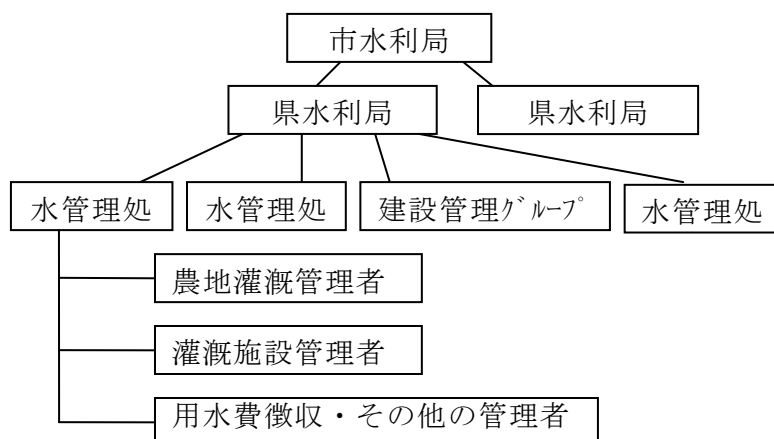 市水利局
県水利局
県水利局
水管理処
水管理処
建設管理ｸﾞﾙｰﾌﾟ
水管理処
農地灌漑管理者
灌漑施設管理者
用水費徴収・その他の管理者